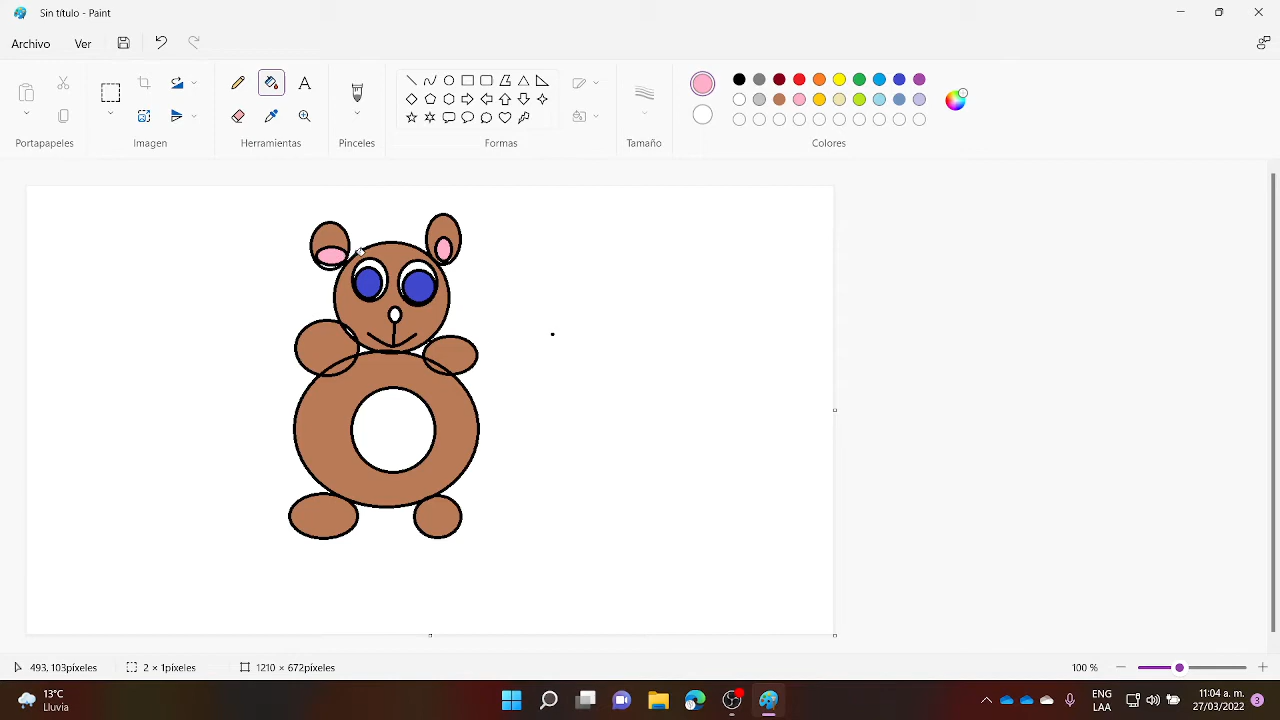 Sin título - Paint
Archivo Ver
A
Portapapeles Imagen Herramientas Pinceles Formas Tamaño Colores
493, 103píxeles 2 × 1píxeles 1210 × 672píxeles 100 %
13°C
Lluvia
ENG
LAA
11:04 a. m.
27/03/2022
3